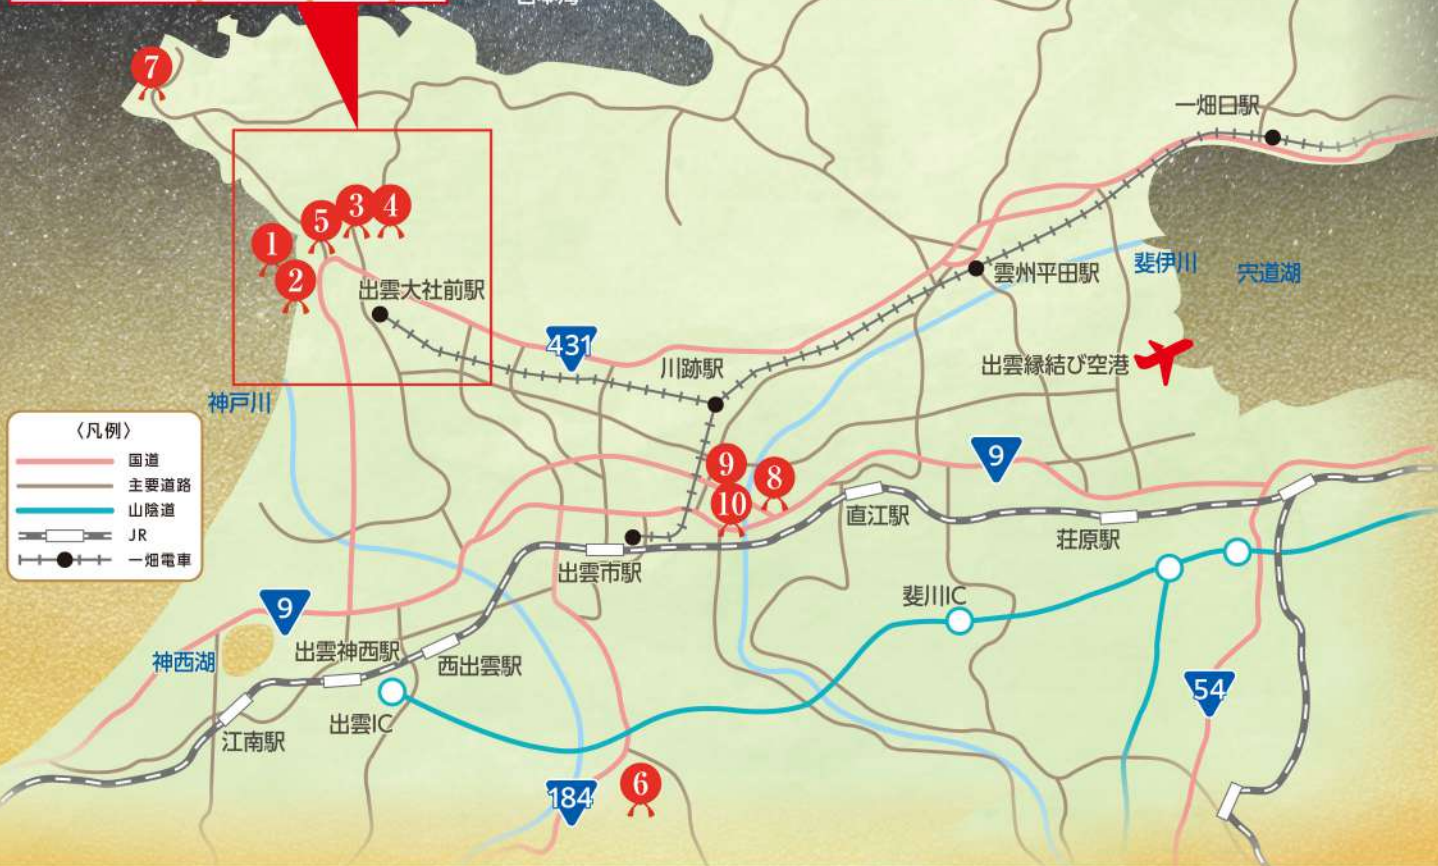 7
一畑口駅
3
4
5
1
2
出雲大社前駅
雲州平田駅
斐伊川
宍道湖
431
川跡駅
出雲縁結び空港
神戸川
〈凡例〉
国道
主要道路
山陰道
JR
一畑電車
9
9
8
10
直江駅
荘原駅
出雲市駅
斐川IC
9
出雲神西駅
神西湖
西出雲駅
54
出雲IC
江南駅
184
6